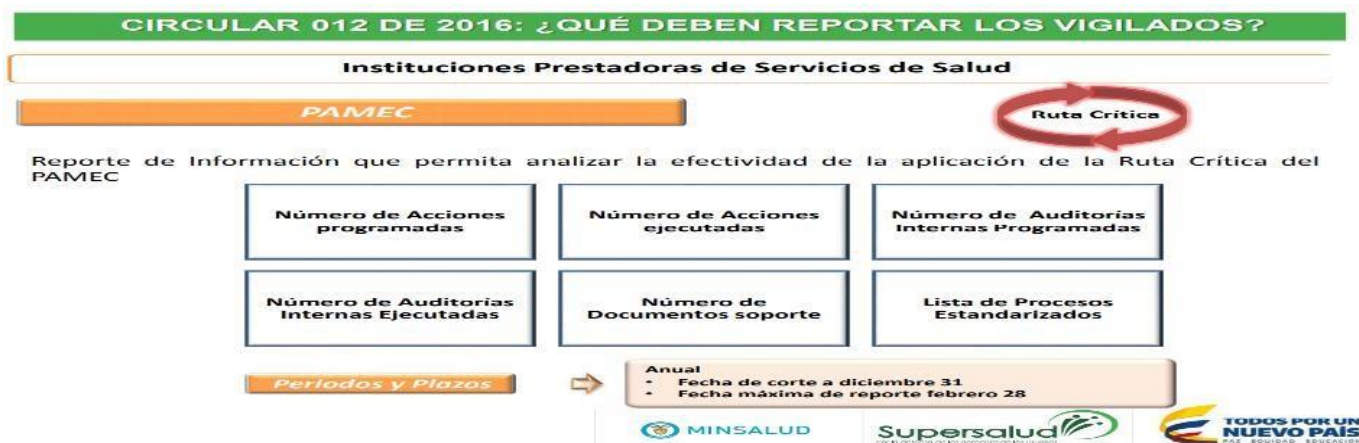 CIRCULAR 012 DE 2016: ¿QUÉ DEBEN REPORTAR LOS VIGILADOS?
Instituciones Prestadoras de Servicios de Salud
PAMEC
Ruta Crítica
Reporte de Información que permita analizar la efectividad de la aplicación de la Ruta Crítica del
PAMEC
Número de Acciones
programadas
Número de Acciones
ejecutadas
Número de Auditorías
Internas Programadas
Número de Auditorías
Internas Ejecutadas
Número de
Documentos soporte
Lista de Procesos
Estandarizados
Períodos y Plazos
Anual
• Fecha de corte a diciembre 31
• Fecha máxima de reporte febrero 28
MINSALUD
Supersalud
TODOS POR UN
NUEVO PAÍS
PAZ EQUIDAD EDUCACIÓN